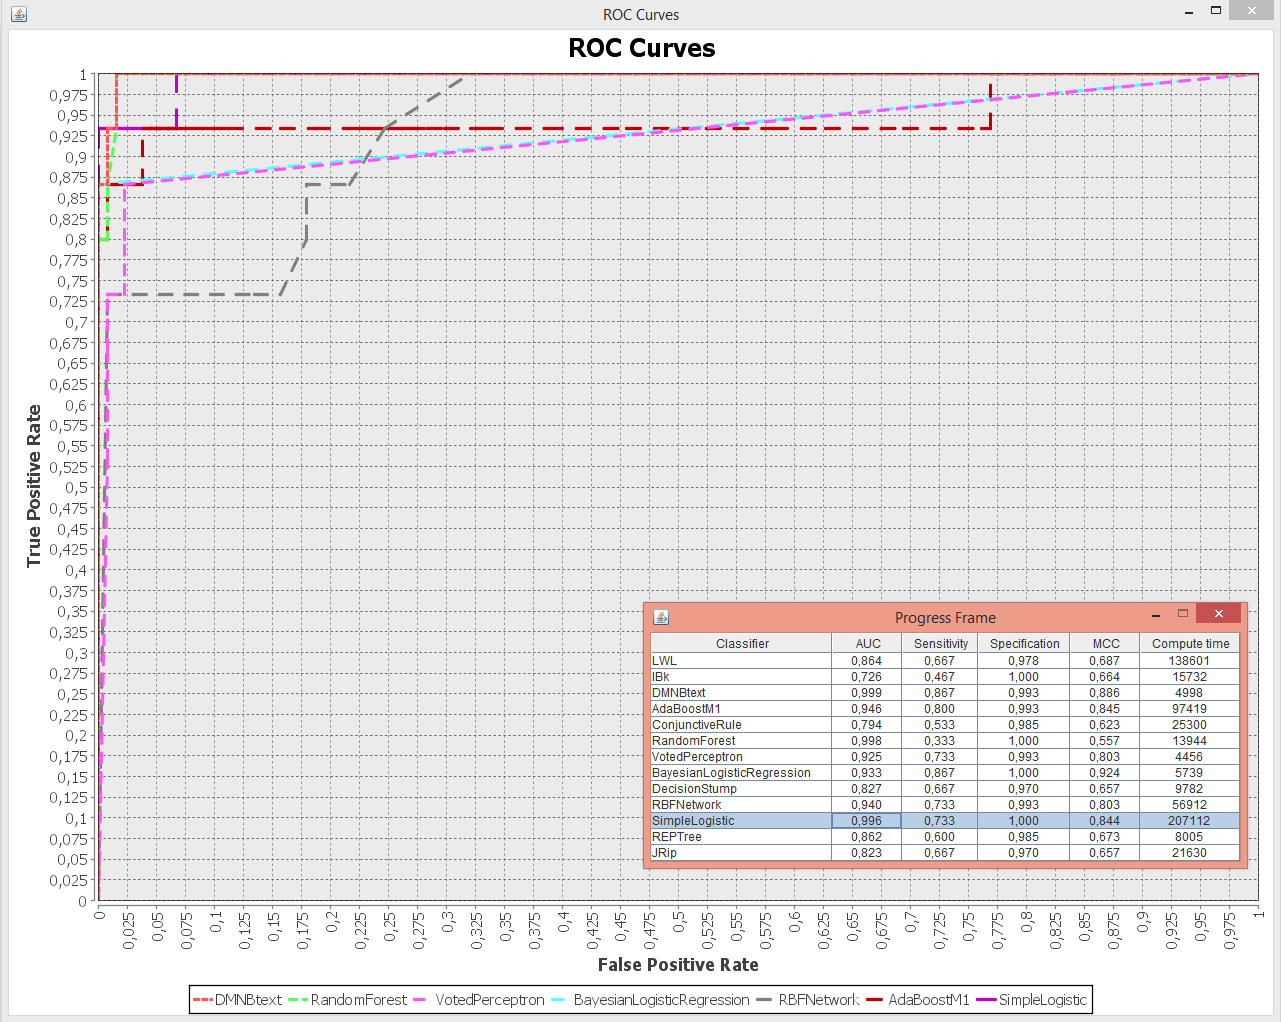 ROC Curves
ROC Curves
1
0,975
0,95
0,925
0,9
0,875
0,85
0,825
0,8
0,775
0,75
0,725
0,7
0,675
0,65
0,625
0,6
0,575
0,55
0,525
0,5
0,475
0,45
0,425
0,4
0,375
0,35
0,325
0,3
0,275
0,25
0,225
0,2
0,175
0,15
0,125
0,1
0,075
0,05
0,025
0
True Positive Rate
Progress Frame
Classifier AUC Sensitivity Specification MCC Compute time
LWL 0,864 0,667 0,978 0,687 138601
IBk 0,726 0,467 1,000 0,664 15732
DMNBtext 0,999 0,867 0,993 0,886 4998
AdaBoostM1 0,946 0,800 0,993 0,845 97419
ConjunctiveRule 0,794 0,533 0,985 0,623 25300
RandomForest 0,998 0,333 1,000 0,557 13944
VotedPerceptron 0,925 0,733 0,993 0,803 4456
BayesianLogisticRegression 0,933 0,867 1,000 0,924 5739
DecisionStump 0,827 0,667 0,970 0,657 9782
RBFNetwork 0,940 0,733 0,993 0,803 56912
SimpleLogistic 0,996 0,733 1,000 0,844 207112
REPTree 0,862 0,600 0,985 0,673 8005
JRip 0,823 0,667 0,970 0,657 21630
0 0,025 0,05 0,075 0,1 0,125 0,15 0,175 0,2 0,225 0,25 0,275 0,3 0,325 0,35 0,375 0,4 0,425 0,45 0,475 0,5 0,525 0,55 0,575 0,6 0,625 0,65 0,675 0,7 0,725 0,75 0,775 0,8 0,825 0,85 0,875 0,9 0,925 0,95 0,975 1
False Positive Rate
DMNBtext RandomForest VotedPerceptron BayesianLogisticRegression RBFNetwork AdaBoostM1 SimpleLogistic